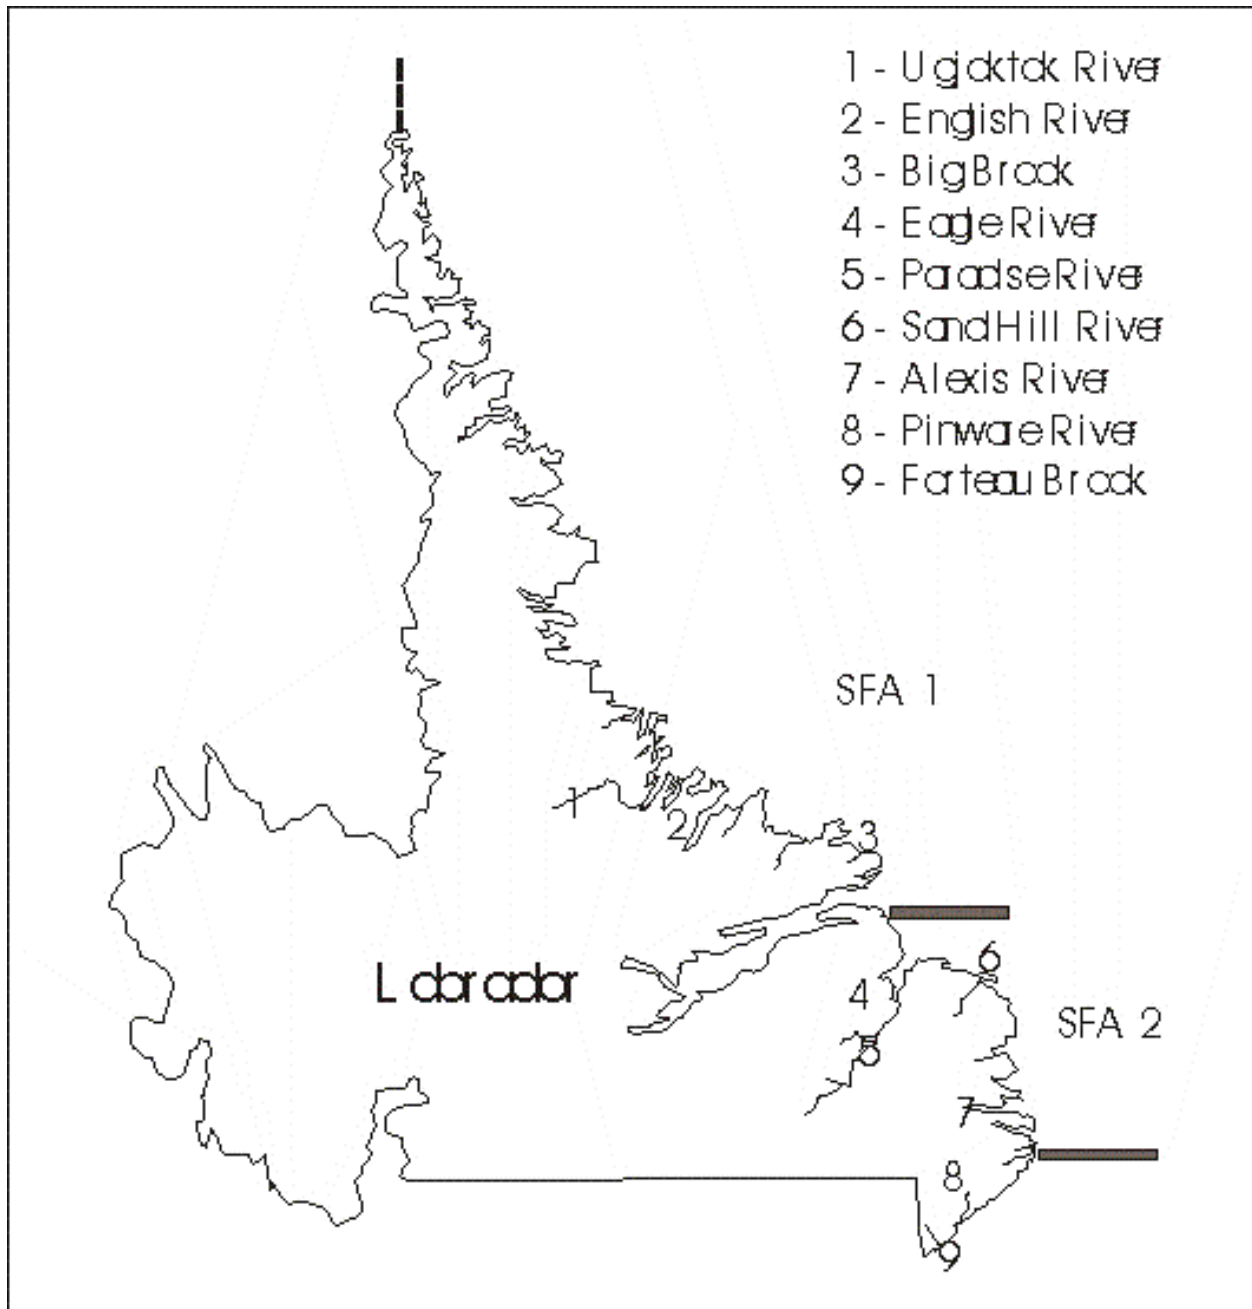 1 - Ugjoktok River
2 - English River
3 - Big Brook
4 - Eagle River
5 - Paradise River
6 - Sand Hill River
7 - Alexis River
8 - Pinware River
9 - Forteau Brook
SFA 1
1
2
3
Labrador
6
4
SFA 2
5
7
8
9